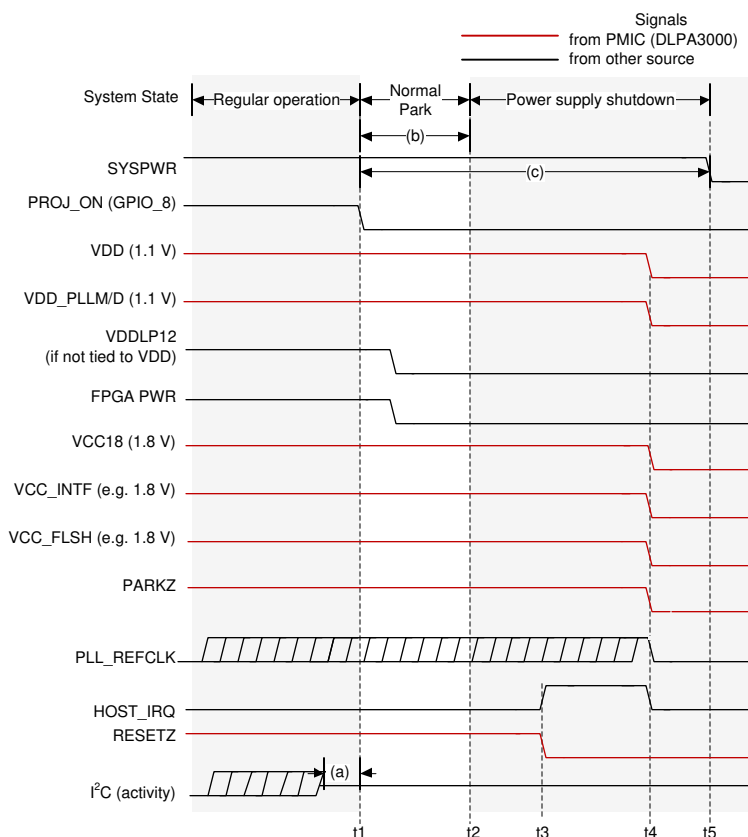 Signals
from PMIC (DLPA3000)
from other source
System State
Regular operation
Normal
Park
Power supply shutdown
(b)
SYSPWR
(c)
PROJ_ON (GPIO_8)
VDD (1.1 V)
VDD_PLLM/D (1.1 V)
VDDLP12
(if not tied to VDD)
FPGA PWR
VCC18 (1.8 V)
VCC_INTF (e.g. 1.8 V)
VCC_FLSH (e.g. 1.8 V)
PARKZ
PLL_REFCLK
HOST_IRQ
RESETZ
(a)
I²C (activity)
t1 t2 t3 t4 t5